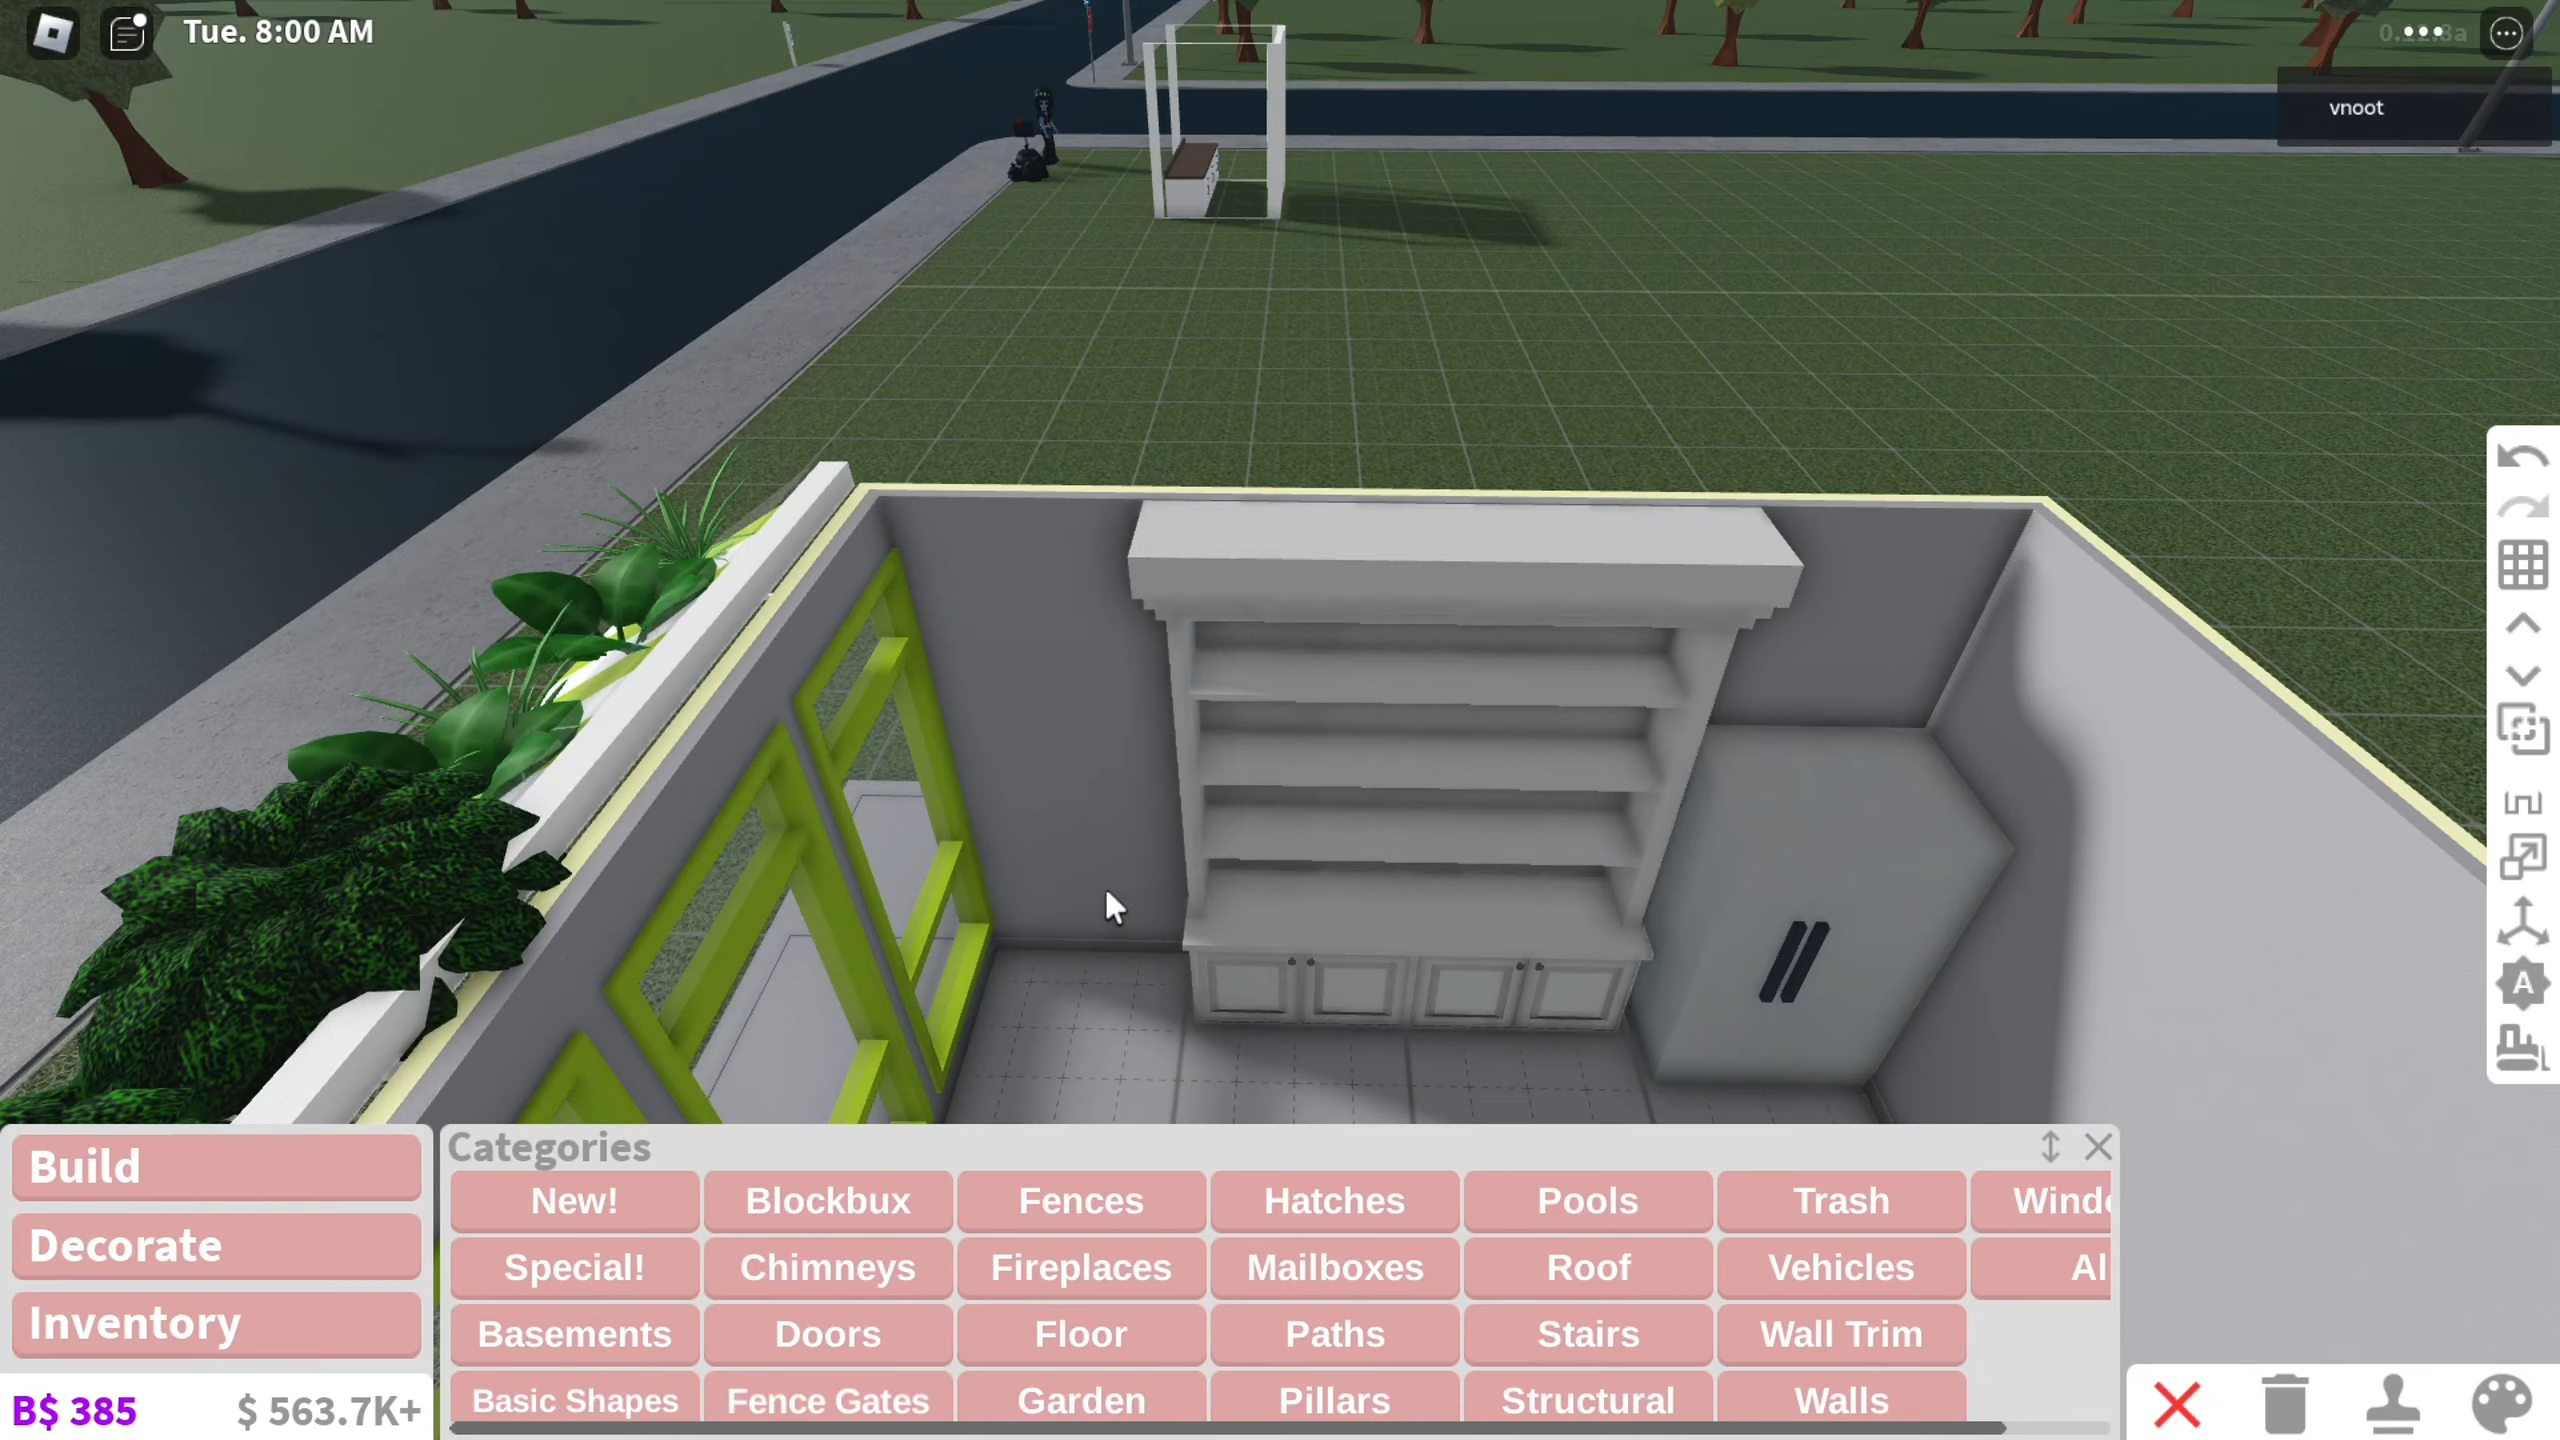 Tue. 8:00 AM
vnoot
A
Build
Decorate
Inventory
B$ 385
$ 563.7K+
Categories
New! Blockbux Fences Hatches Pools Trash Windo
Special! Chimneys Fireplaces Mailboxes Roof Vehicles Al
Basements Doors Floor Paths Stairs Wall Trim
Basic Shapes Fence Gates Garden Pillars Structural Walls